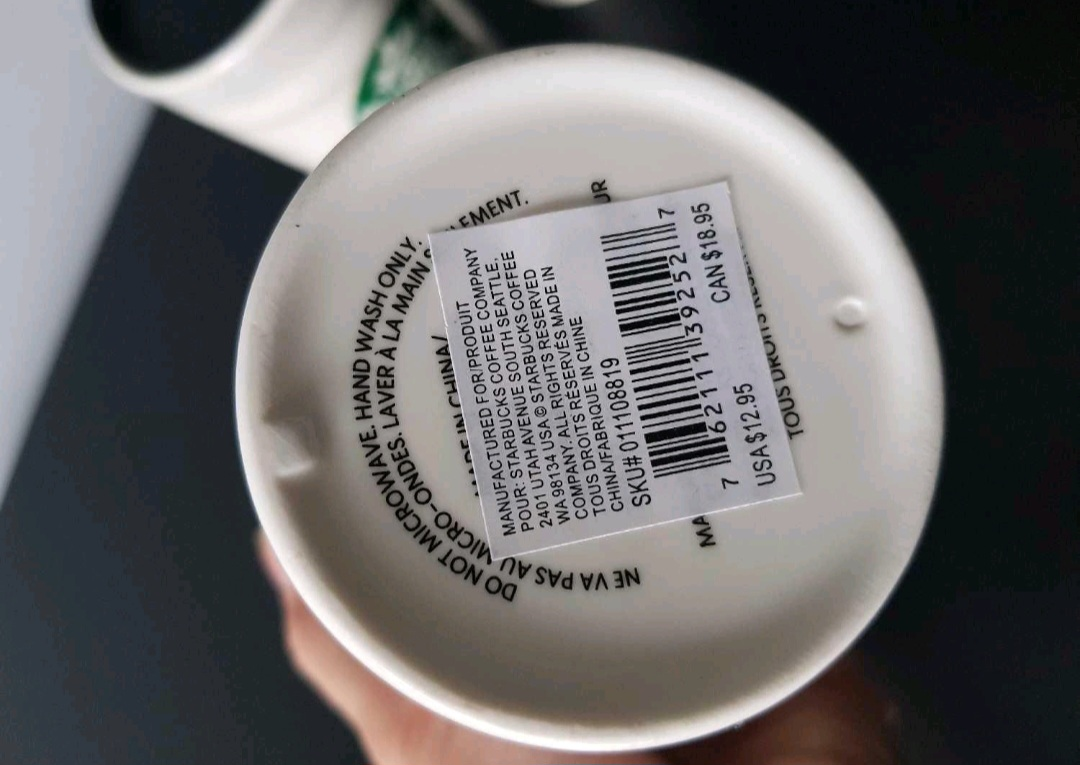 DO NOT MICROWAVE. HAND WASH ONLY.
NE VA PAS AU MICRO-ONDES. LAVER À LA MAIN
MANUFACTURED FOR/PRODUIT
POUR: STARBUCKS COFFEE COMPANY
2401 UTAHAVENUE SOUTH SEATTLE,
WA 98134 USA © STARBUCKS COFFEE
COMPANY. ALL RIGHTS RESERVED
TOUS DROITS RÉSERVÉS MADE IN
CHINA/FABRIQUE IN CHINE
SKU# 011108819
7 62111 39252 7
USA $12.95 CAN $18.95
MADE IN CHINA/
TOUS DROITS